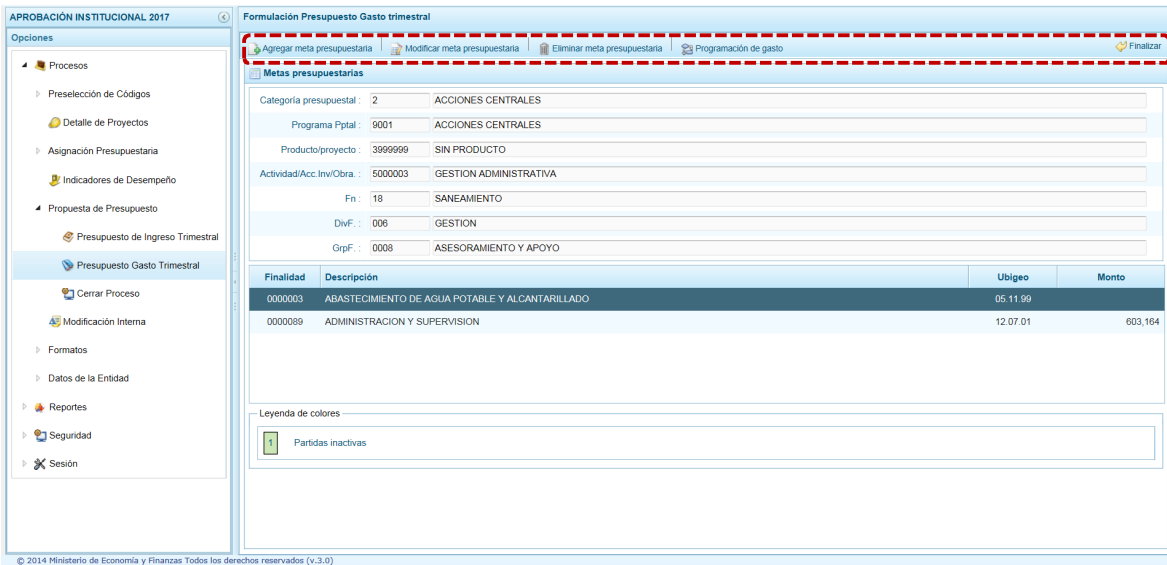 APROBACIÓN INSTITUCIONAL 2017
Opciones
Procesos
Preselección de Códigos
Detalle de Proyectos
Asignación Presupuestaria
Indicadores de Desempeño
Propuesta de Presupuesto
Presupuesto de Ingreso Trimestral
Presupuesto Gasto Trimestral
Cerrar Proceso
Modificación Interna
Formatos
Datos de la Entidad
Reportes
Seguridad
Sesión
Formulación Presupuesto Gasto trimestral
Agregar meta presupuestaria Modificar meta presupuestaria Eliminar meta presupuestaria Programación de gasto Finalizar
Metas presupuestarias
Categoría presupuestal : 2 ACCIONES CENTRALES
Programa Pptal : 9001 ACCIONES CENTRALES
Producto/proyecto : 3999999 SIN PRODUCTO
Actividad/Acc.Inv/Obra. : 5000003 GESTION ADMINISTRATIVA
Fn : 18 SANEAMIENTO
DivF. : 006 GESTION
GrpF. : 0008 ASESORAMIENTO Y APOYO
Finalidad Descripción Ubigeo Monto
0000003 ABASTECIMIENTO DE AGUA POTABLE Y ALCANTARILLADO 05.11.99
0000089 ADMINISTRACION Y SUPERVISION 12.07.01 603,164
Leyenda de colores
1 Partidas inactivas
© 2014 Ministerio de Economía y Finanzas Todos los derechos reservados (v.3.0)